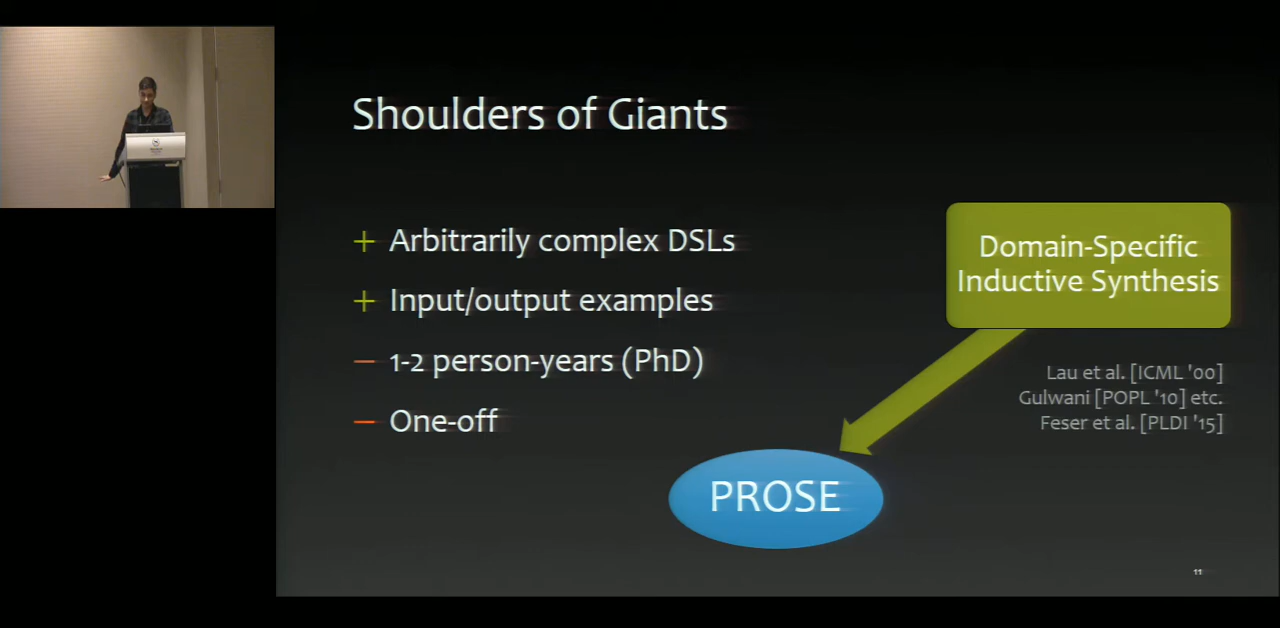 Shoulders of Giants
+ Arbitrarily complex DSLs
+ Input/output examples
– 1-2 person-years (PhD)
– One-off
Domain-Specific
Inductive Synthesis
Lau et al. [ICML '00]
Gulwani [POPL '10] etc.
Feser et al. [PLDI '15]
PROSE
11